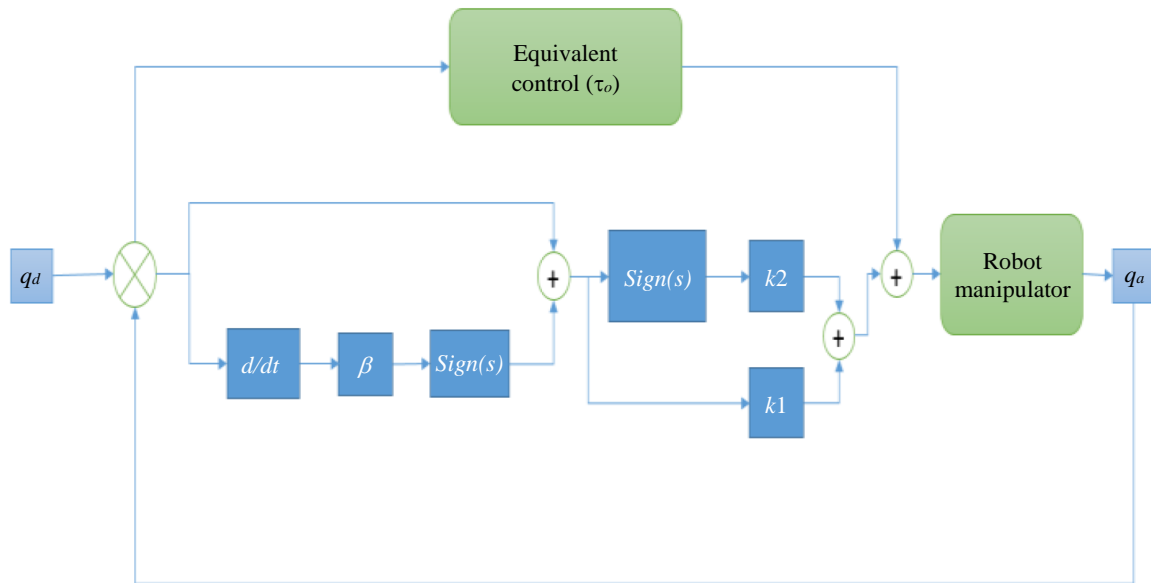 Equivalent
control (τo)
qd
Sign(s)
k2
+
+
+
Robot
manipulator
qa
d/dt
β
Sign(s)
k1